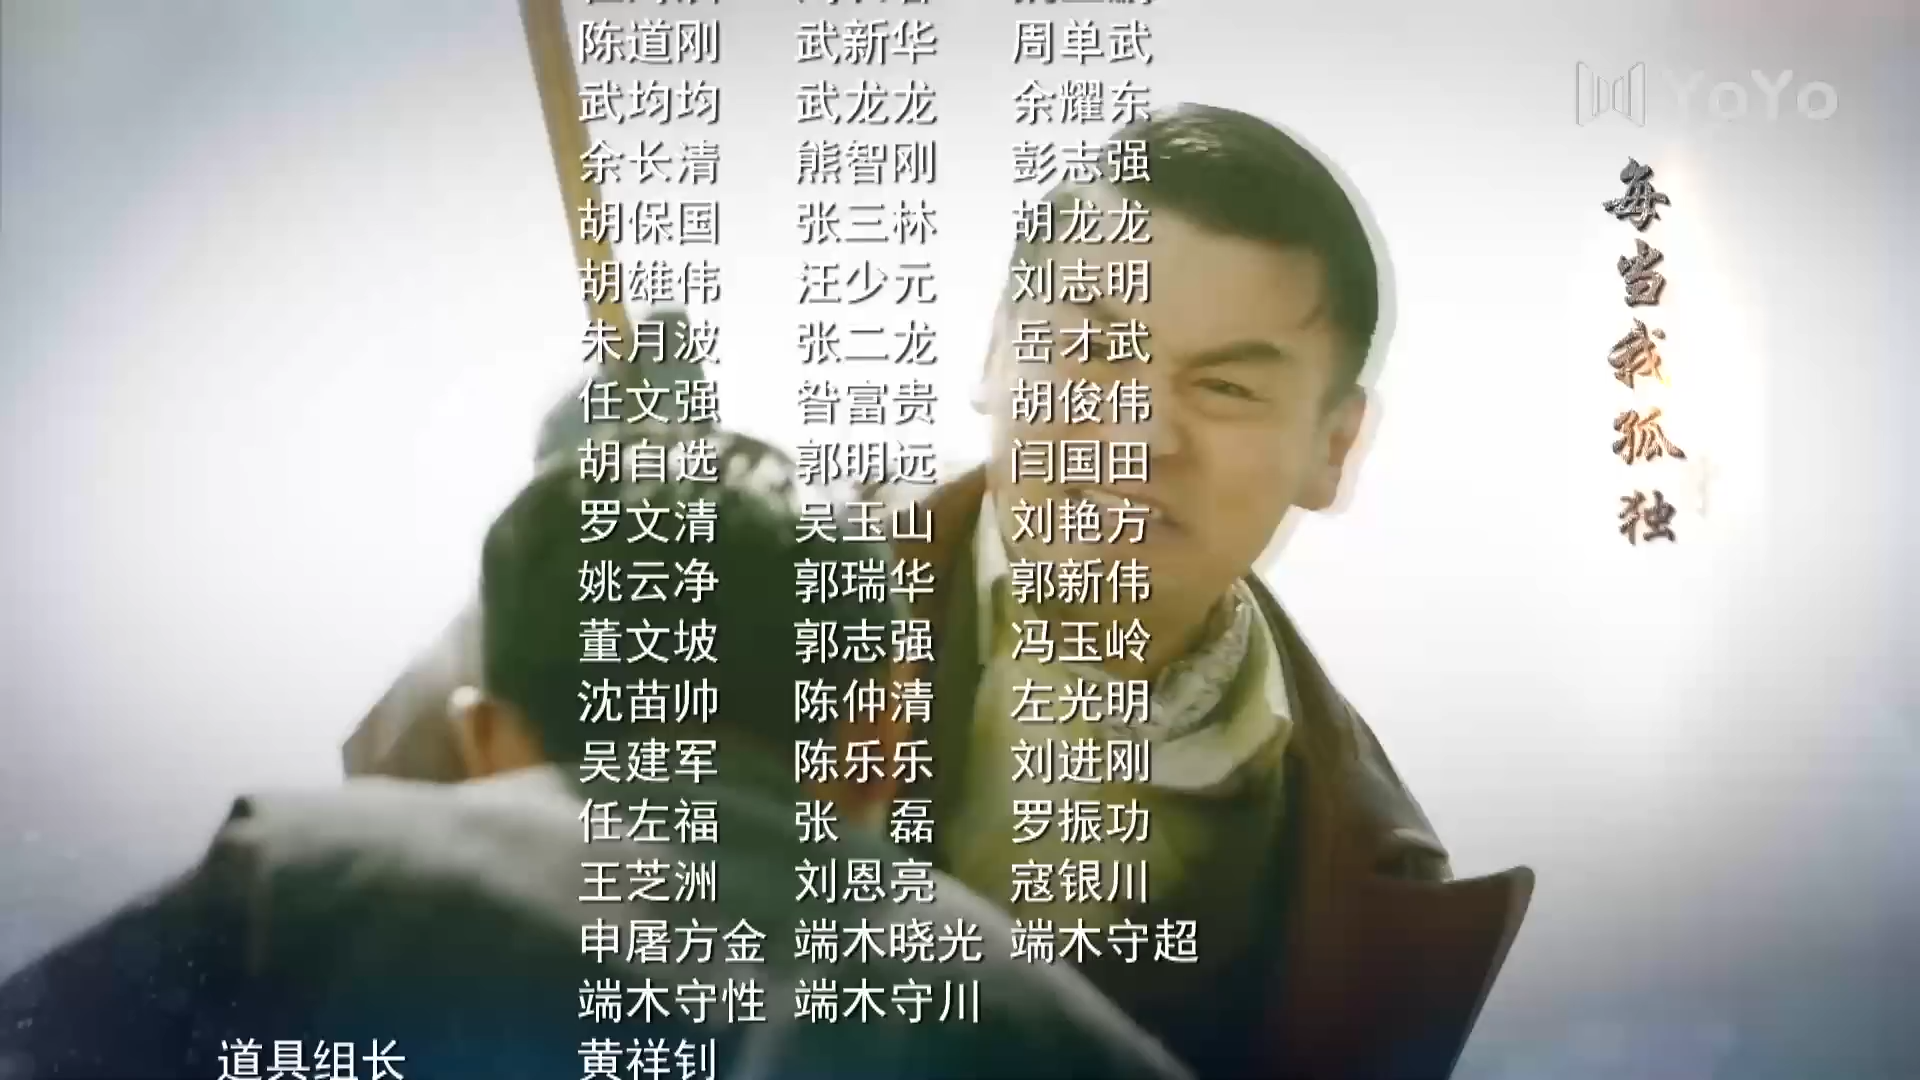 陈道刚 武新华 周单武
武均均 武龙龙 余耀东
余长清 熊智刚 彭志强
胡保国 张三林 胡龙龙
胡雄伟 汪少元 刘志明
朱月波 张二龙 岳才武
任文强 昝富贵 胡俊伟
胡自选 郭明远 闫国田
罗文清 吴玉山 刘艳方
姚云净 郭瑞华 郭新伟
董文坡 郭志强 冯玉岭
沈苗帅 陈仲清 左光明
吴建军 陈乐乐 刘进刚
任左福 张 磊 罗振功
王芝洲 刘恩亮 寇银川
申屠方金 端木晓光 端木守超
端木守性 端木守川
道具组长 黄祥钊
YoYo
每当我孤独